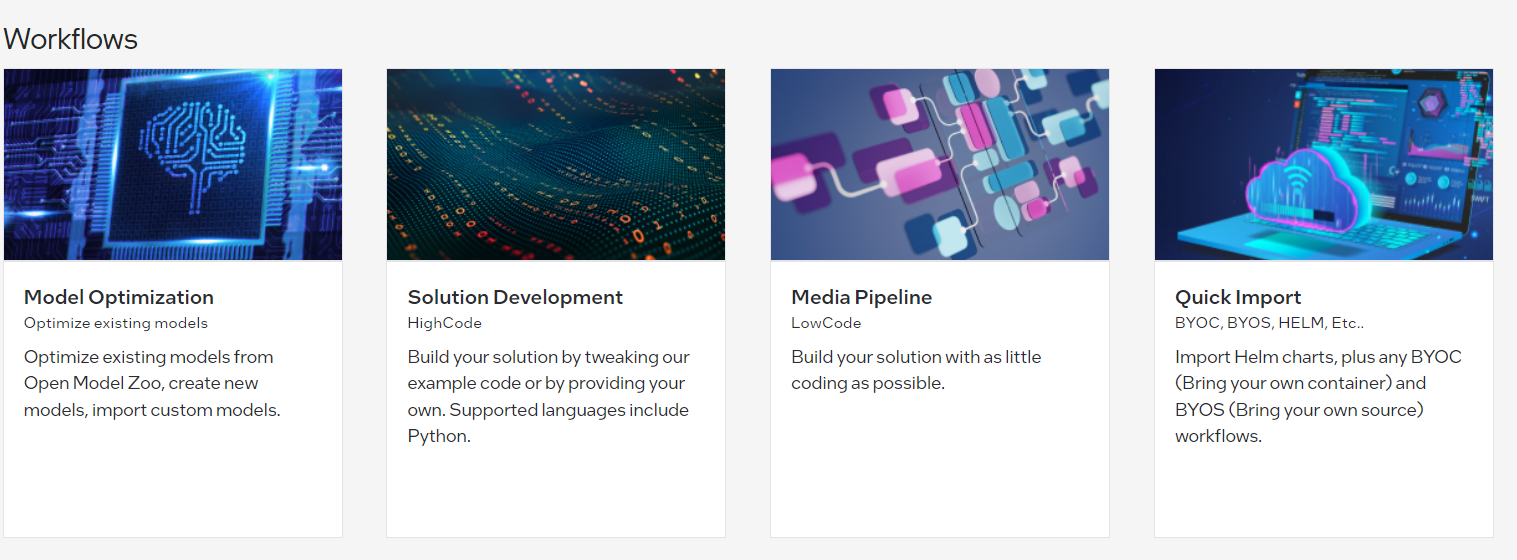 Workflows
Model Optimization
Optimize existing models
Optimize existing models from
Open Model Zoo, create new
models, import custom models.
Solution Development
HighCode
Build your solution by tweaking our
example code or by providing your
own. Supported languages include
Python.
Media Pipeline
LowCode
Build your solution with as little
coding as possible.
Quick Import
BYOC, BYOS, HELM, Etc..
Import Helm charts, plus any BYOC
(Bring your own container) and
BYOS (Bring your own source)
workflows.